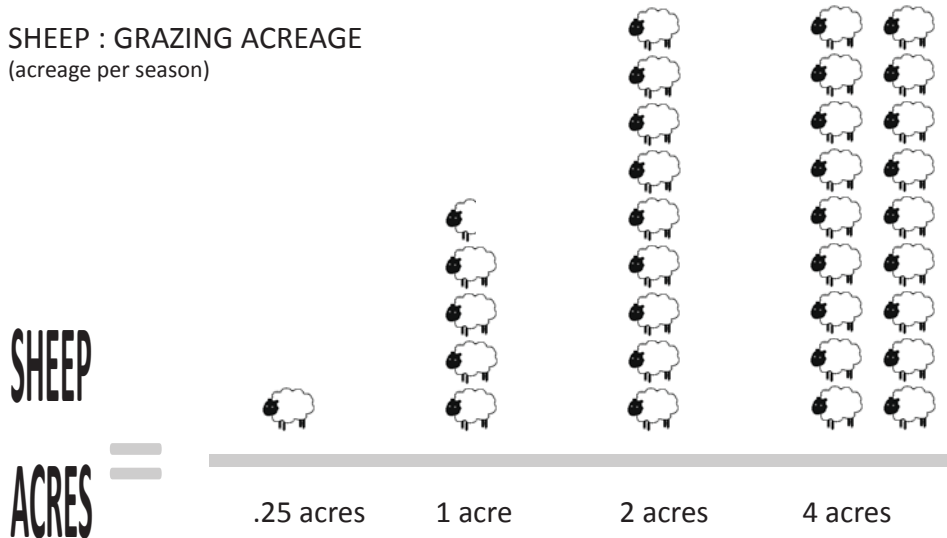 SHEEP : GRAZING ACREAGE
(acreage per season)
SHEEP
=
ACRES
.25 acres
1 acre
2 acres
4 acres